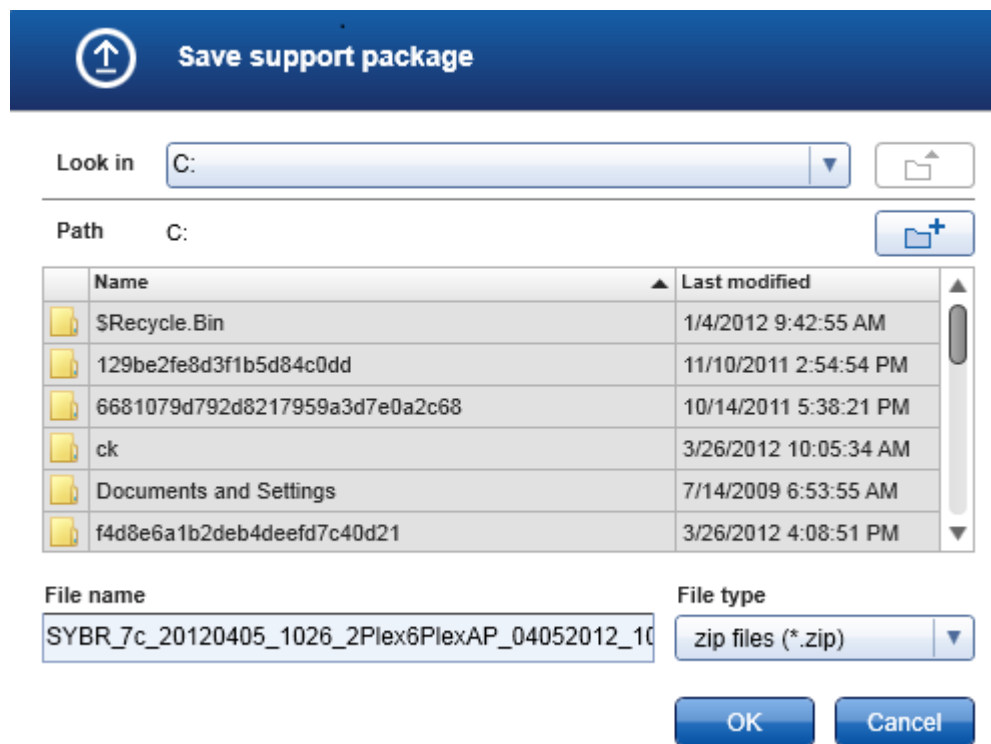 Save support package
Look in C:
Path C:
Name Last modified
$Recycle.Bin 1/4/2012 9:42:55 AM
129be2fe8d3f1b5d84c0dd 11/10/2011 2:54:54 PM
6681079d792d8217959a3d7e0a2c68 10/14/2011 5:38:21 PM
ck 3/26/2012 10:05:34 AM
Documents and Settings 7/14/2009 6:53:55 AM
f4d8e6a1b2deb4deefd7c40d21 3/26/2012 4:08:51 PM
File name File type
SYBR_7c_20120405_1026_2Plex6PlexAP_04052012_10 zip files (*.zip)
OK Cancel